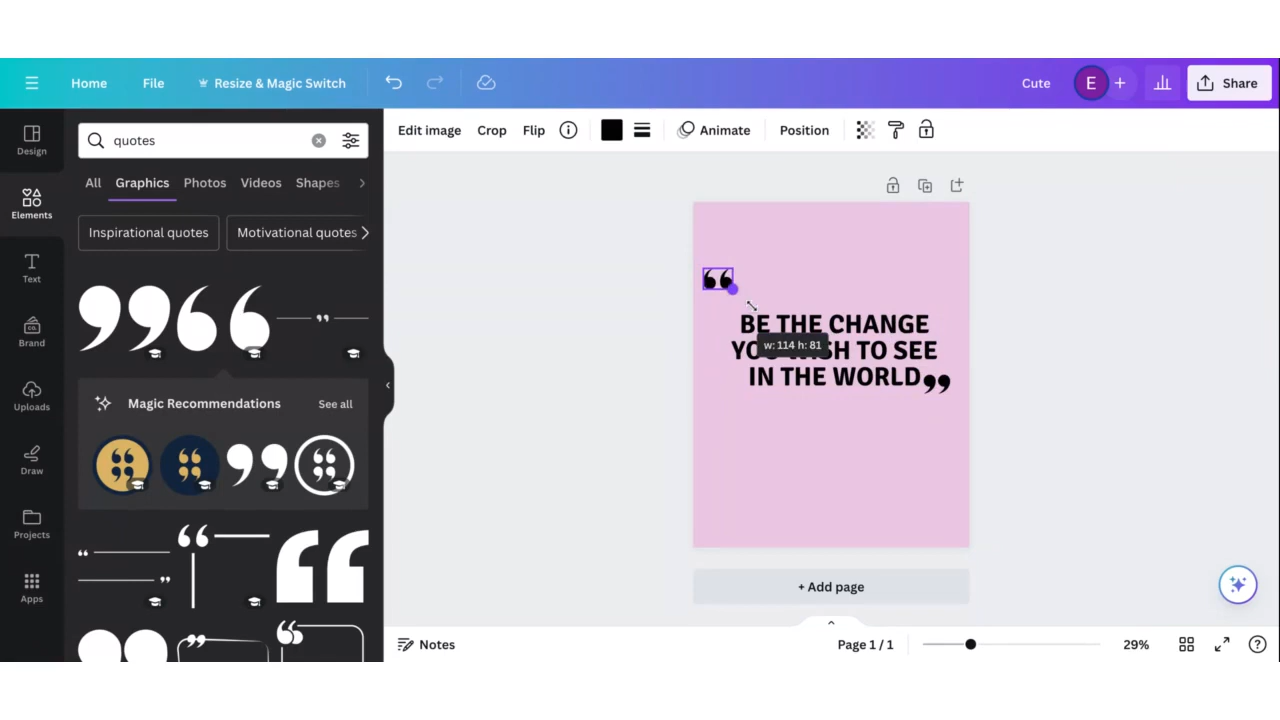 Home File Resize & Magic Switch Cute E + Share
Edit image Crop Flip Animate Position
quotes
All Graphics Photos Videos Shapes
Inspirational quotes Motivational quotes
Design
Elements
Text
Brand
Uploads
Draw
Projects
Apps
Magic Recommendations See all
“
BE THE CHANGE
YOU WISH TO SEE
IN THE WORLD”
w: 114 h: 81
+ Add page
Notes Page 1 / 1 29%